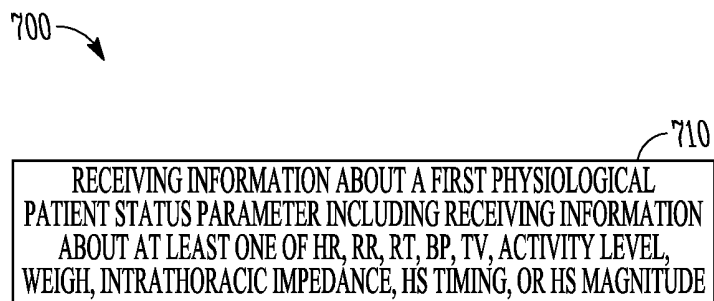 700
710
RECEIVING INFORMATION ABOUT A FIRST PHYSIOLOGICAL
PATIENT STATUS PARAMETER INCLUDING RECEIVING INFORMATION
ABOUT AT LEAST ONE OF HR, RR, RT, BP, TV, ACTIVITY LEVEL,
WEIGH, INTRATHORACIC IMPEDANCE, HS TIMING, OR HS MAGNITUDE